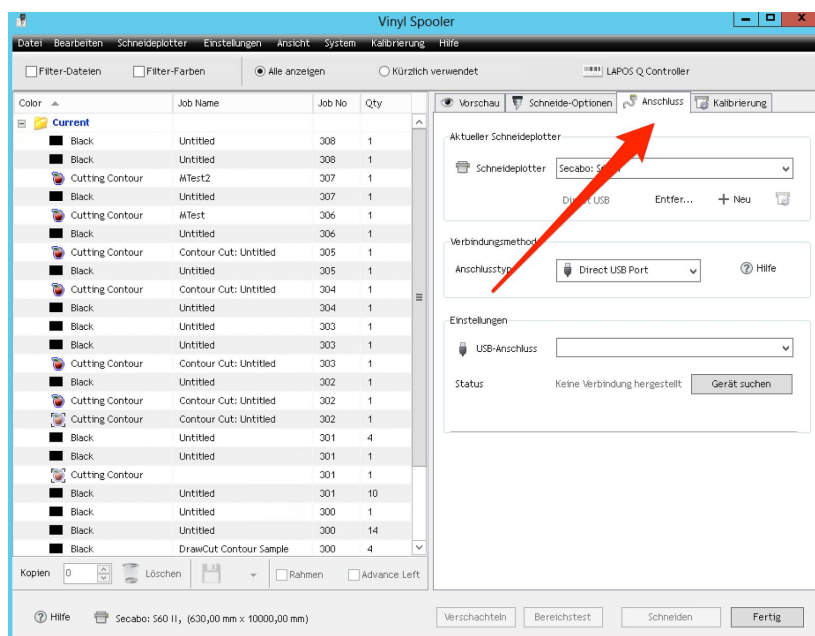 Vinyl Spooler
Datei Bearbeiten Schneideplotter Einstellungen Ansicht System Kalibrierung Hilfe
Filter-Dateien Filter-Farben Alle anzeigen Kürzlich verwendet LAPOS Q Controller
Color Job Name Job No Qty
Current
Black Untitled 308 1
Black Untitled 308 1
Cutting Contour MTest2 307 1
Black Untitled 307 1
Cutting Contour MTest 306 1
Black Untitled 306 1
Cutting Contour Contour Cut: Untitled 305 1
Black Untitled 305 1
Cutting Contour Contour Cut: Untitled 304 1
Black Untitled 304 1
Black Untitled 303 1
Black Untitled 303 1
Cutting Contour Contour Cut: Untitled 303 1
Black Untitled 302 1
Cutting Contour Contour Cut: Untitled 302 1
Cutting Contour Contour Cut: Untitled 302 1
Black Untitled 301 4
Black Untitled 301 1
Cutting Contour 301 1
Black Untitled 301 10
Black Untitled 300 1
Black Untitled 300 14
Black DrawCut Contour Sample 300 4
Kopien 0 Löschen Rahmen Advance Left
Vorschau Schneide-Optionen Anschluss Kalibrierung
Aktueller Schneideplotter
Schneideplotter Secabo:
USB Entfer... + Neu
Verbindungsmethod
Anschlusstyp Direct USB Port Hilfe
Einstellungen
USB-Anschluss
Status Keine Verbindung hergestellt Gerät suchen
Hilfe Secabo: S60 II, (630,00 mm x 10000,00 mm)
Verschachteln Bereichstest Schneiden Fertig